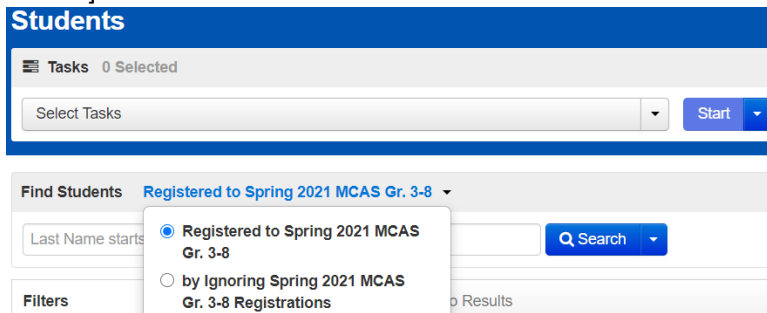 ]
Students
Tasks 0 Selected
Select Tasks
Start
Find Students Registered to Spring 2021 MCAS Gr. 3-8
Last Name starts
Registered to Spring 2021 MCAS
Gr. 3-8
Search
by Ignoring Spring 2021 MCAS
Gr. 3-8 Registrations
Filters
Results